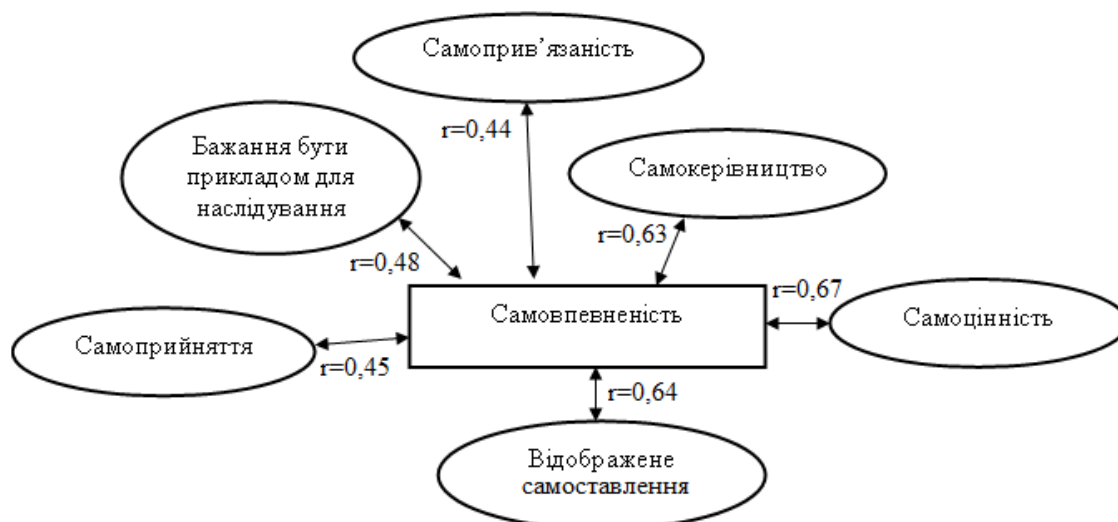 Самоприв’язаність
r=0,44
Бажання бути
прикладом для
наслідування
Самокерівництво
r=0,63
r=0,48
r=0,67
Самовпевненість
Самоцінність
Самоприйняття
r=0,45
r=0,64
Відображене
самоставлення